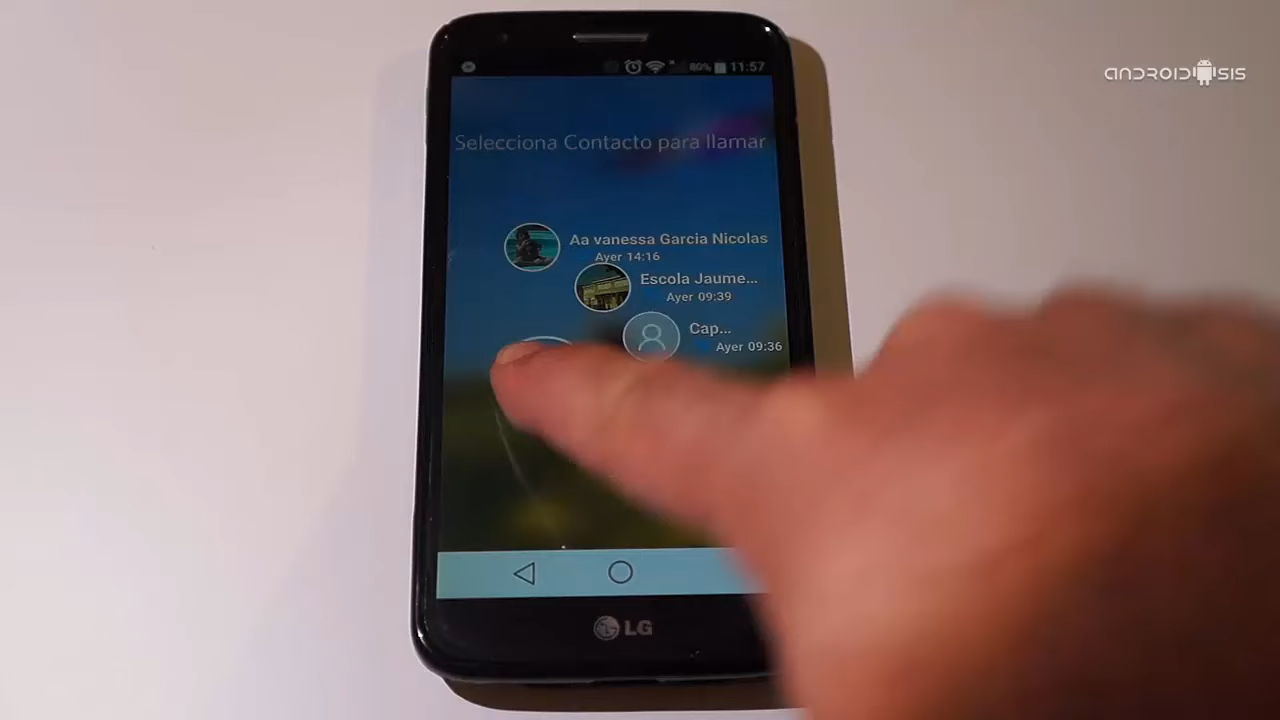 ANDROIDSIS
80% 11:57
Selecciona Contacto para llamar
Aa vanessa Garcia Nicolas
Ayer 14:16
Escola Jaume...
Ayer 09:39
Cap...
Ayer 09:36
LG